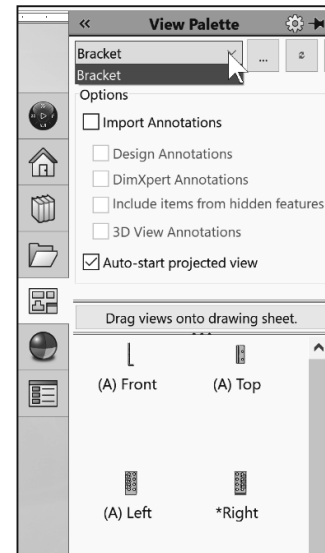 « View Palette
Bracket
...
Bracket
Options
Import Annotations
Design Annotations
DimXpert Annotations
Include items from hidden features
3D View Annotations
Auto-start projected view
Drag views onto drawing sheet.
(A) Front (A) Top
(A) Left *Right